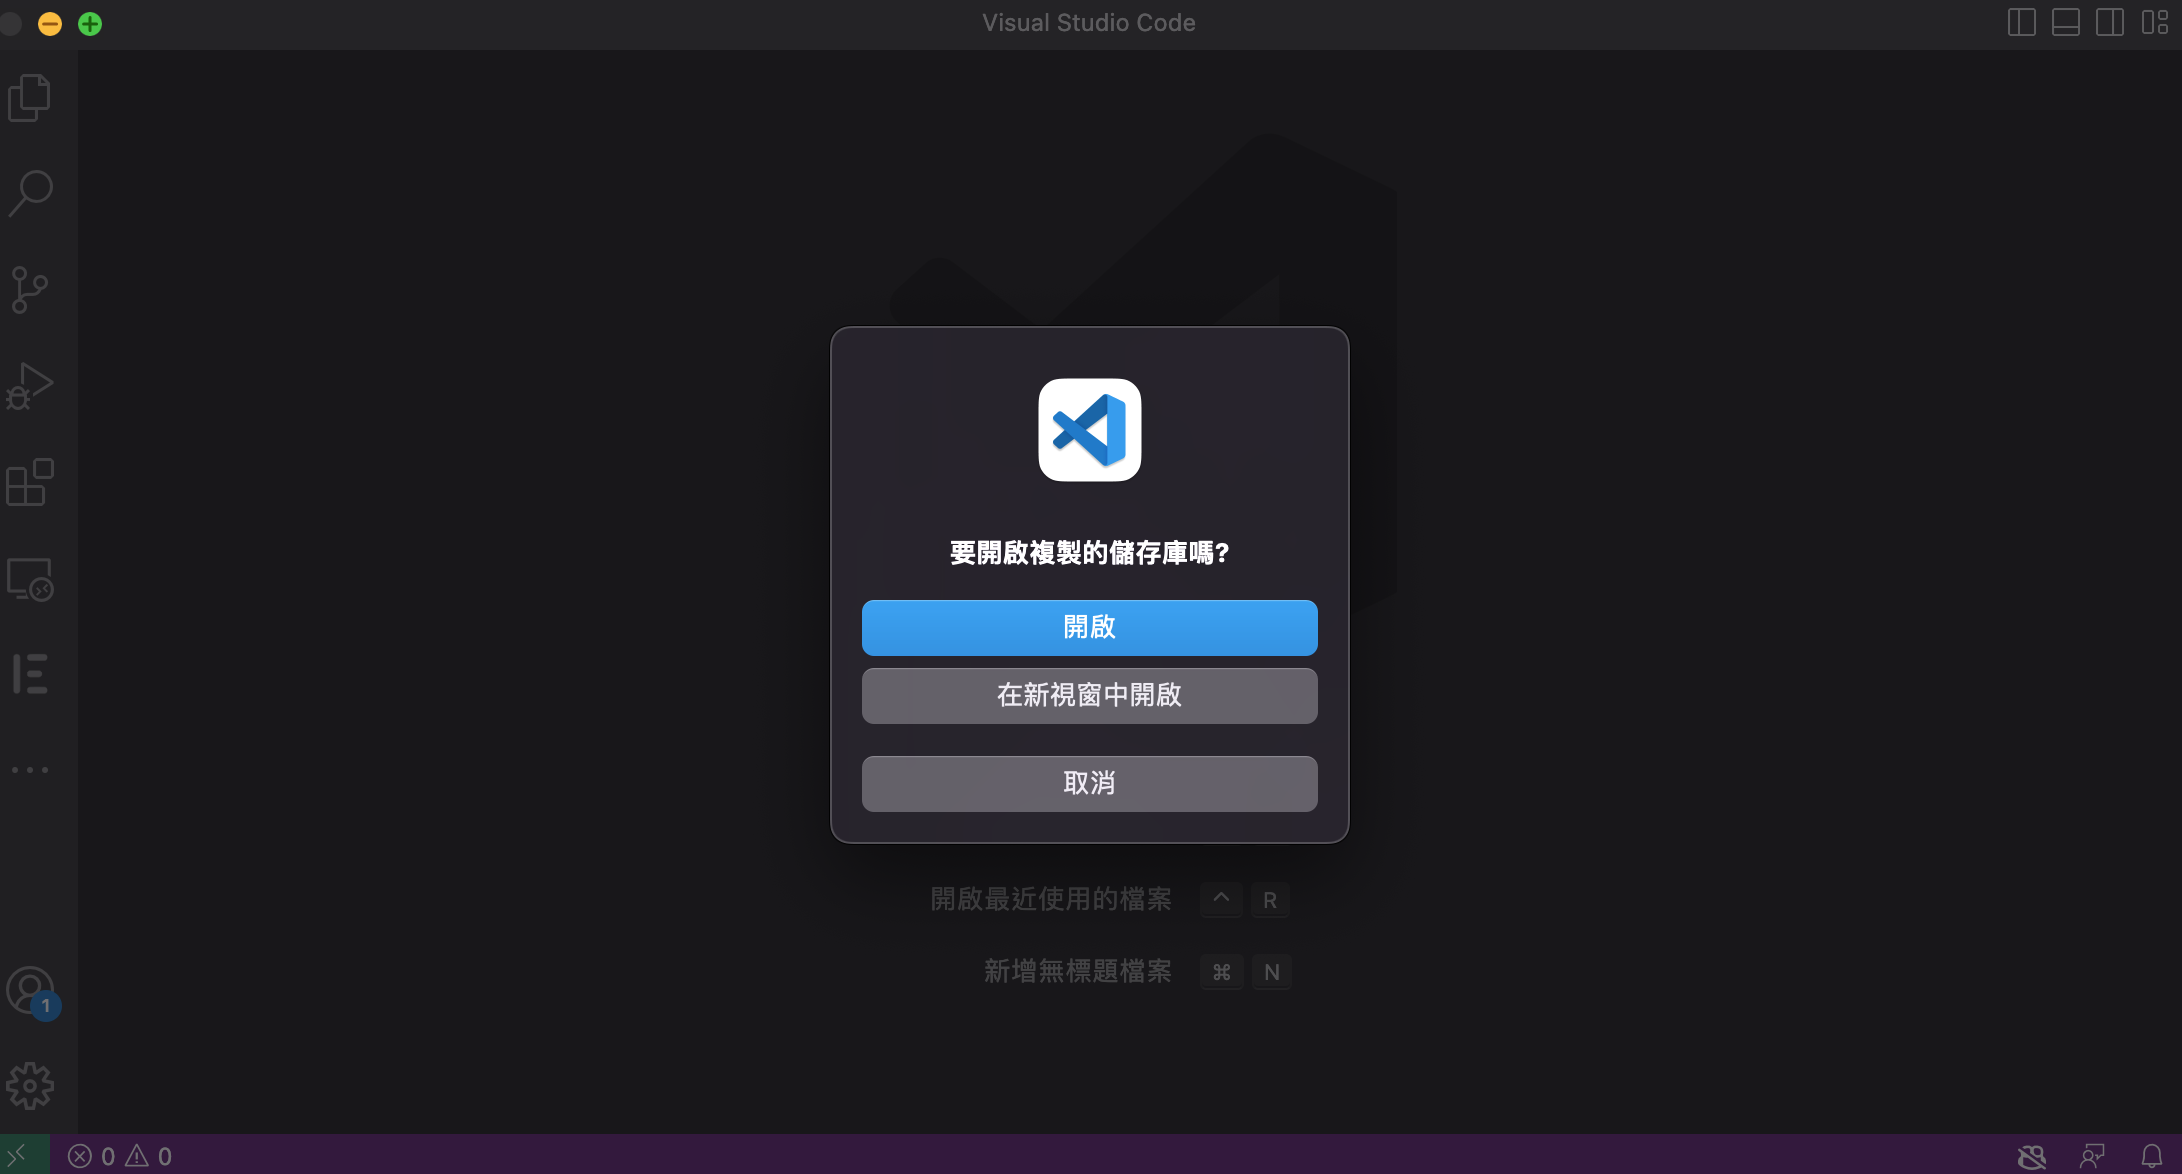 Visual Studio Code
要開啟複製的儲存庫嗎?
開啟
在新視窗中開啟
取消
開啟最近使用的檔案 ^ R
新增無標題檔案 ⌘ N
1
0 0